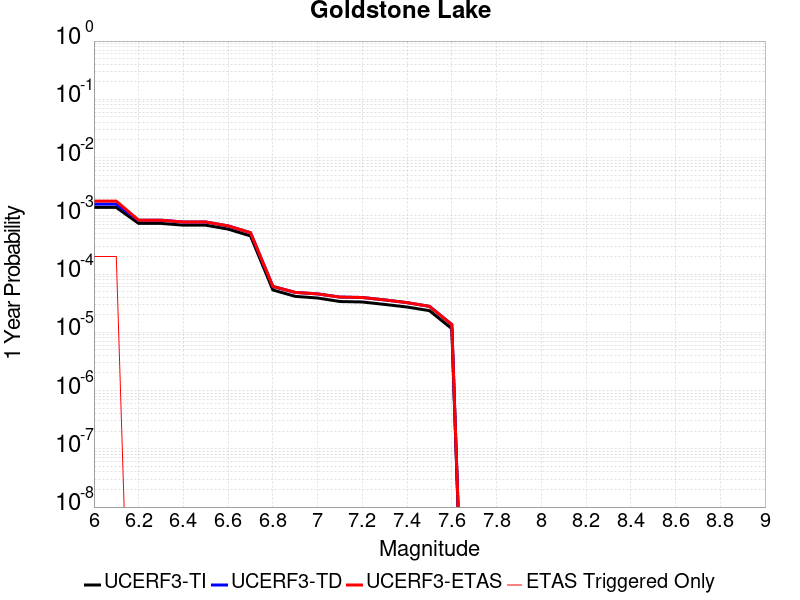 Goldstone Lake
10^0
10^-1
10^-2
10^-3
10^-4
10^-5
10^-6
10^-7
10^-8
1 Year Probability
6 6.2 6.4 6.6 6.8 7 7.2 7.4 7.6 7.8 8 8.2 8.4 8.6 8.8 9
Magnitude
UCERF3-TI UCERF3-TD UCERF3-ETAS ETAS Triggered Only